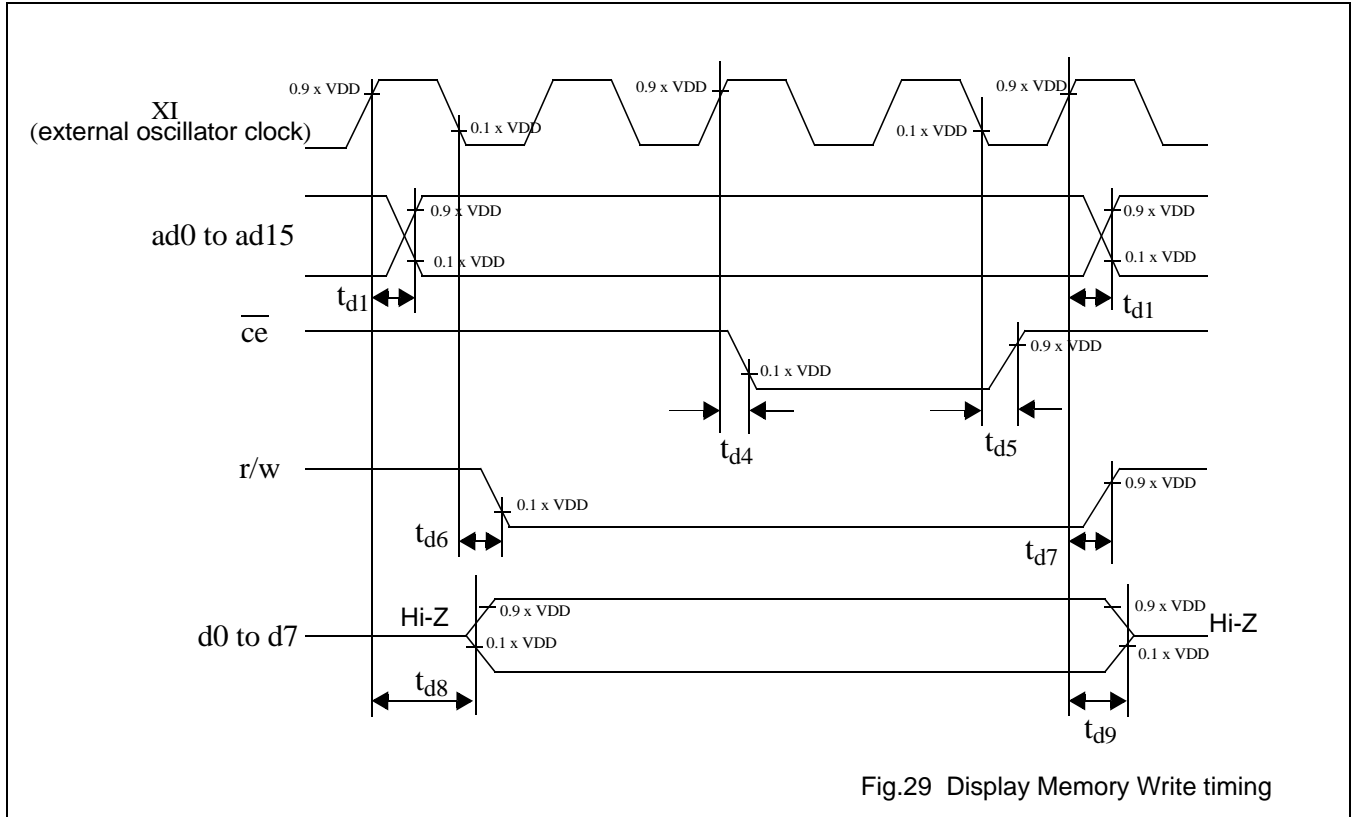 0.9 x VDD
0.9 x VDD
0.9 x VDD
XI
(external oscillator clock)
0.1 x VDD
0.1 x VDD
0.9 x VDD
0.9 x VDD
ad0 to ad15
0.1 x VDD
0.1 x VDD
td1
td1
ce
0.9 x VDD
0.1 x VDD
td4
td5
r/w
0.9 x VDD
0.1 x VDD
td6
td7
Hi-Z
0.9 x VDD
0.9 x VDD
Hi-Z
d0 to d7
0.1 x VDD
0.1 x VDD
td8
td9
Fig.29 Display Memory Write timing